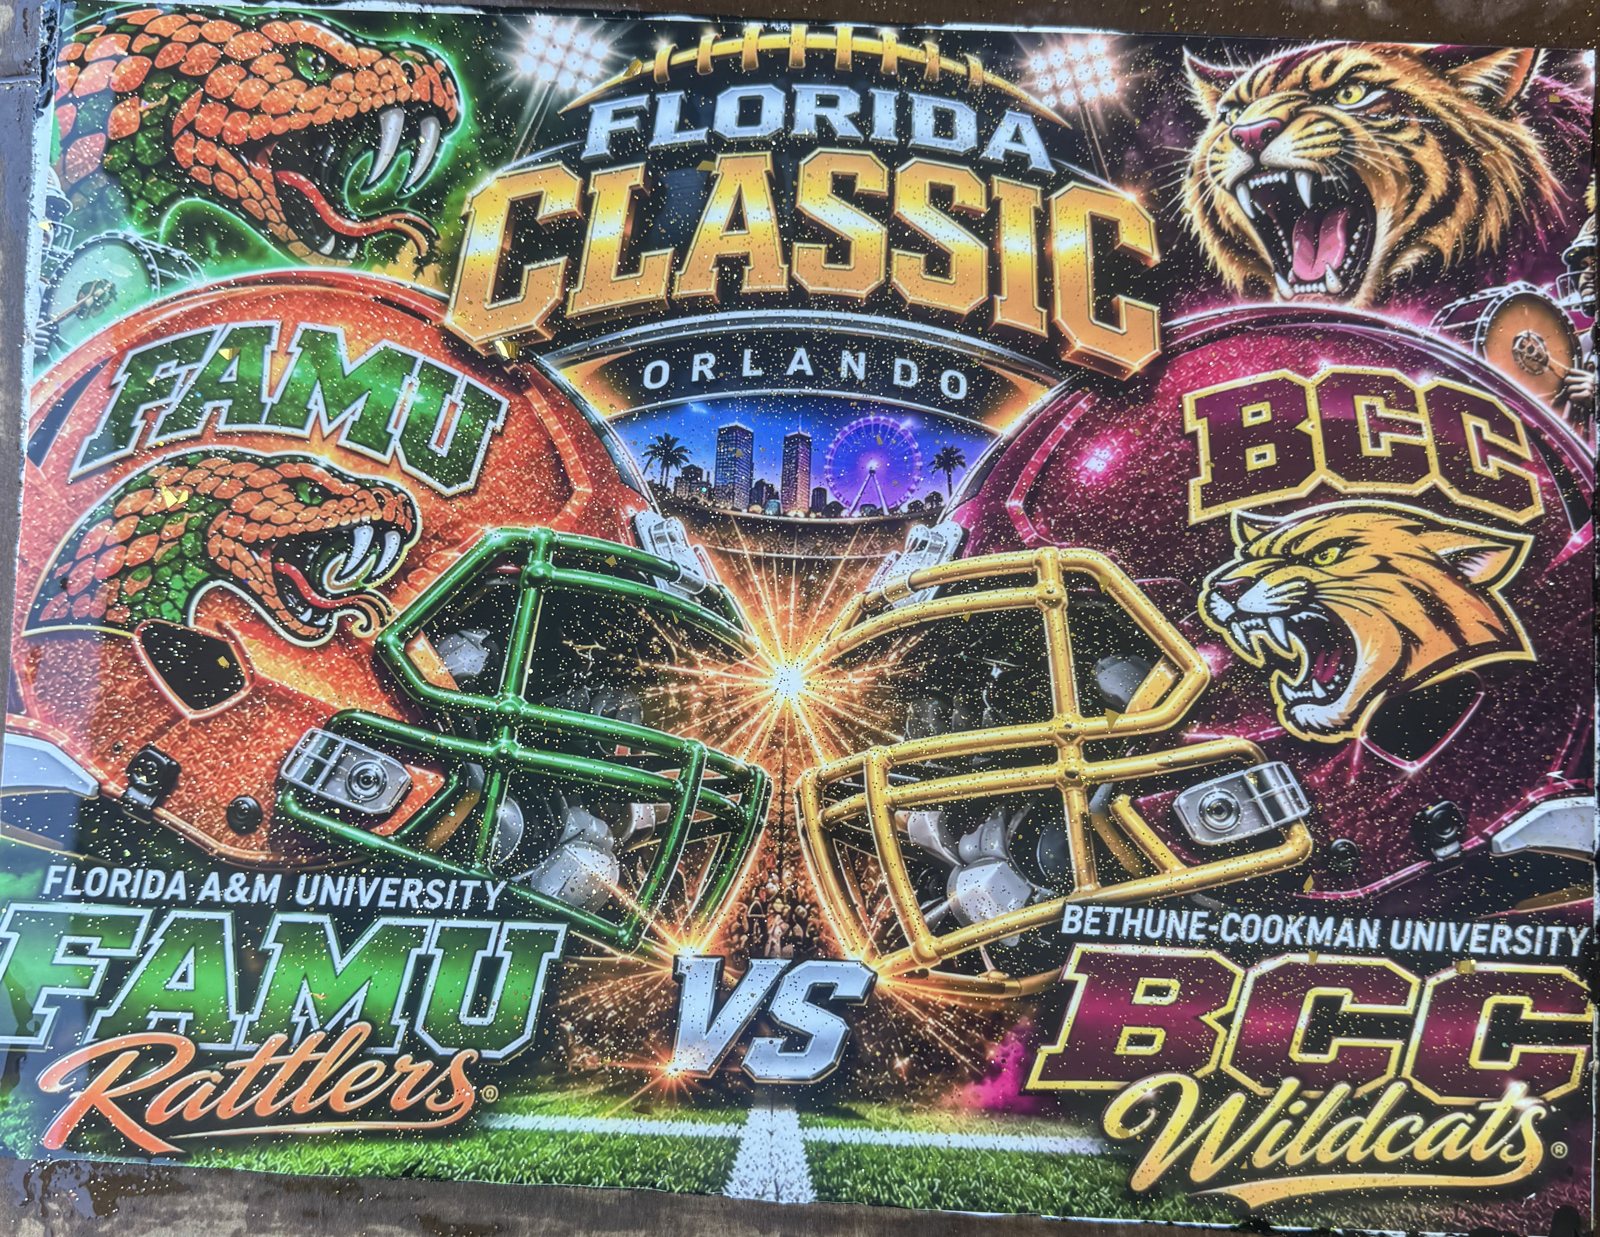 FLORIDA
CLASSIC
ORLANDO
FAMU
BCC
FLORIDA A&M UNIVERSITY
FAMU
Rattlers®
VS
BETHUNE-COOKMAN UNIVERSITY
BCC
Wildcats®